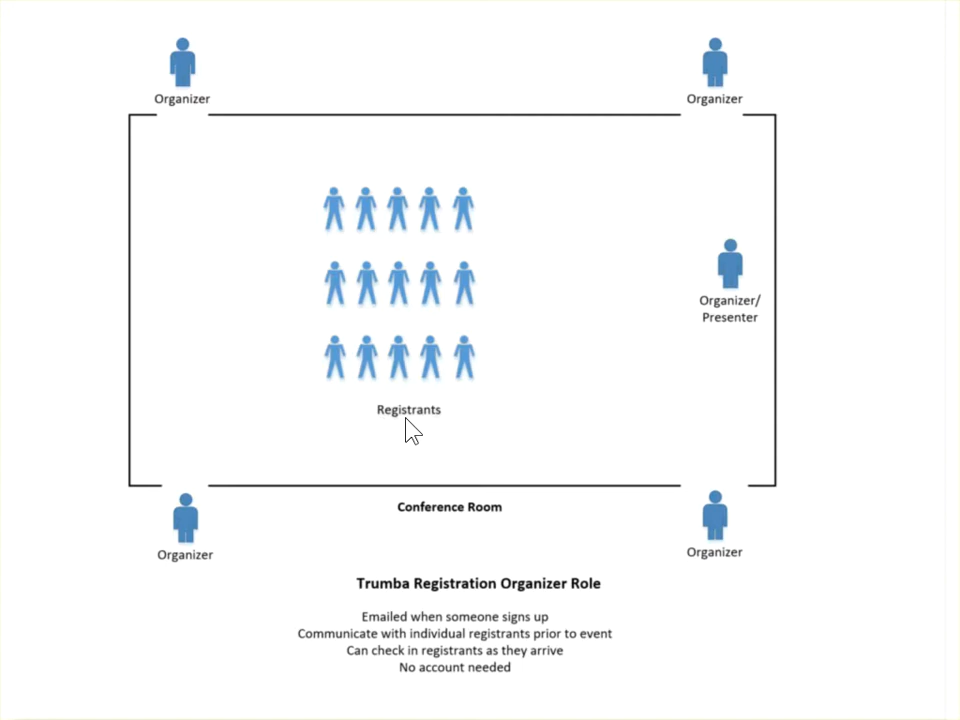 Organizer
Organizer
Organizer/
Presenter
Registrants
Conference Room
Organizer
Organizer
Trumba Registration Organizer Role
Emailed when someone signs up
Communicate with individual registrants prior to event
Can check in registrants as they arrive
No account needed